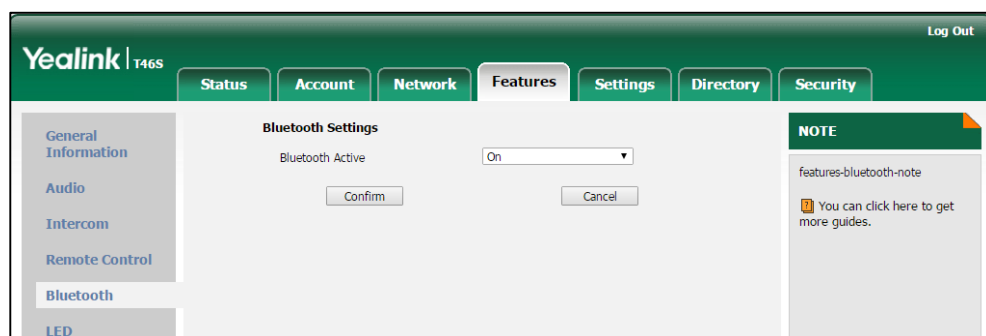 Log Out
Yealink T46S
Status Account Network Features Settings Directory Security
General
Information
Audio
Intercom
Remote Control
Bluetooth
LED
Bluetooth Settings
Bluetooth Active On
Confirm Cancel
NOTE
features-bluetooth-note
You can click here to get
more guides.